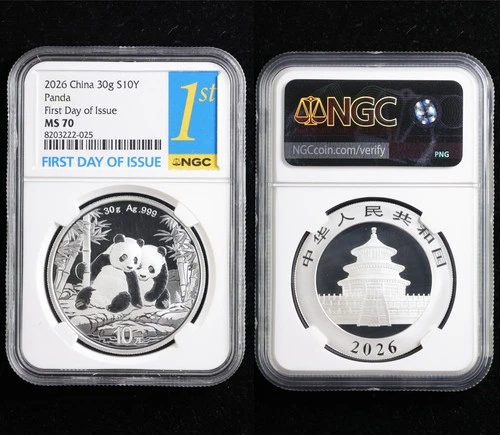 2026 China 30g S10Y
Panda
First Day of Issue
MS 70
8203222-025
1st
FIRST DAY OF ISSUE
NGC
30g Ag.999
10元
NGC
NGCcoin.com/verify
PNG
中华人民共和国
2026